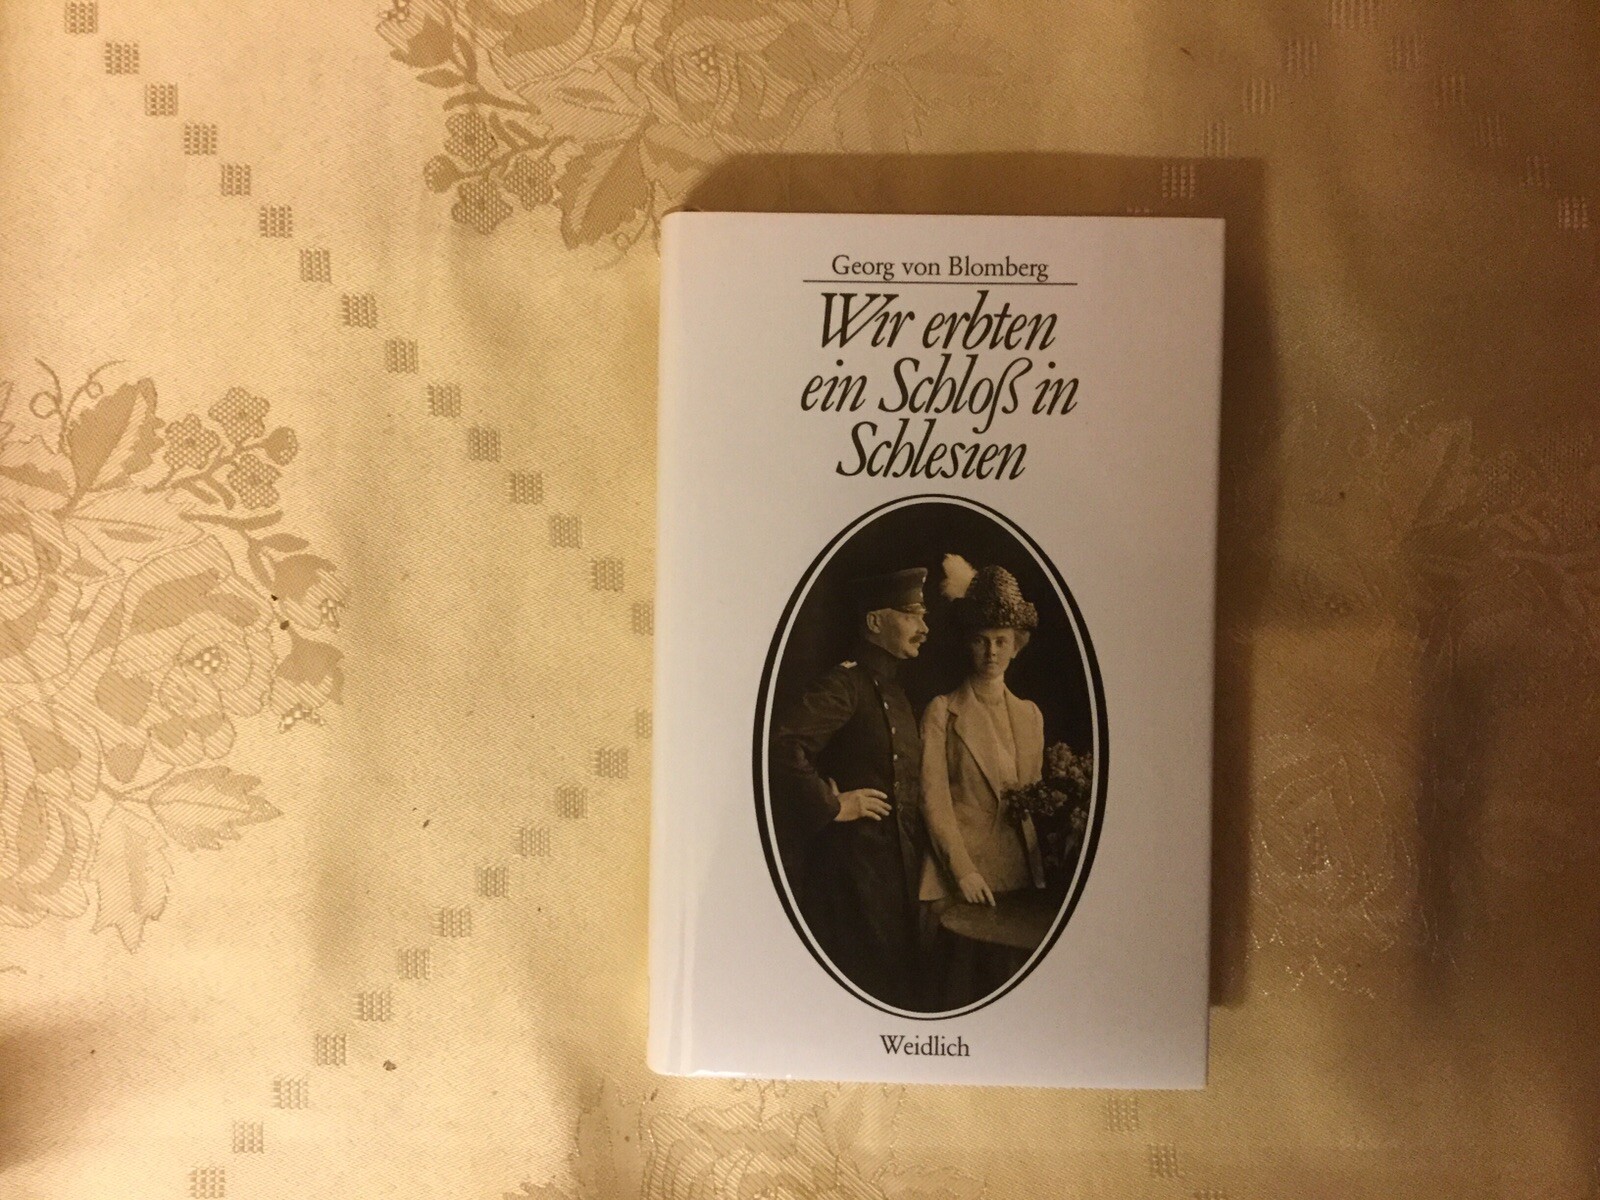 Georg von Blomberg
Wir erbten
ein Schloß in
Schlesien
Weidlich